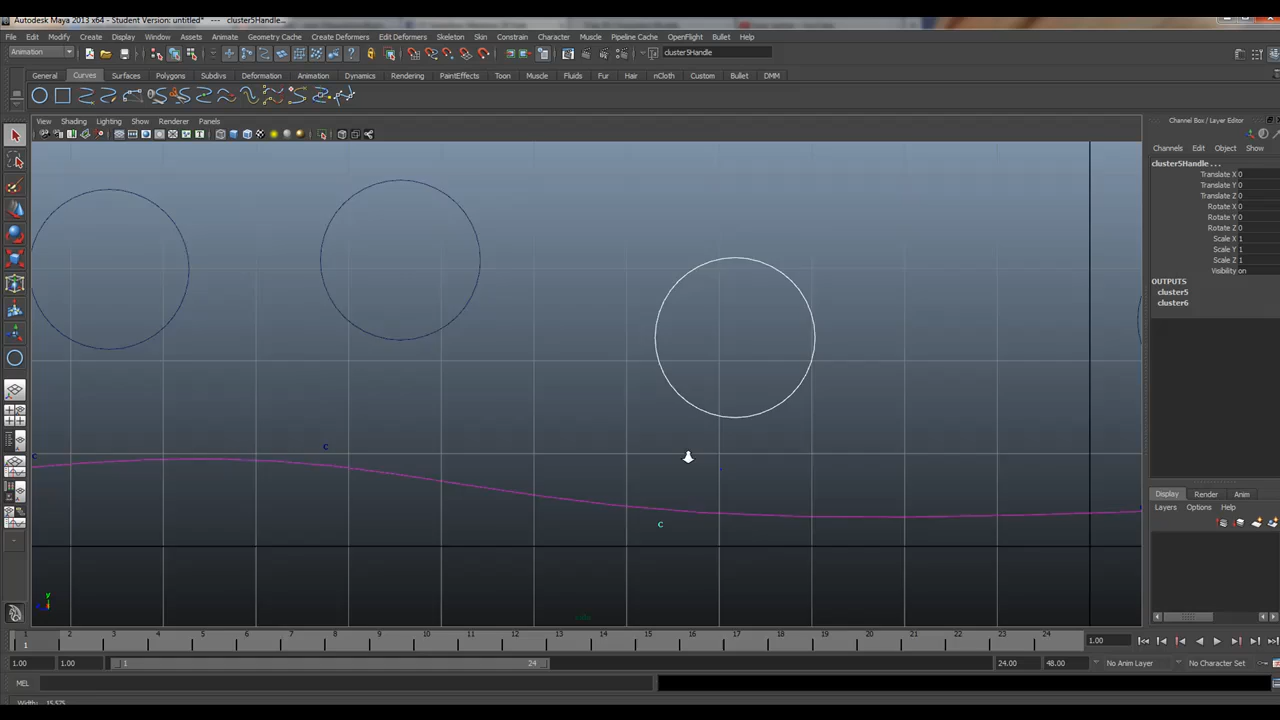 Autodesk Maya 2013 x64 - Student Version: untitled* --- cluster5Handle...
File Edit Modify Create Display Window Assets Animate Geometry Cache Create Deformers Edit Deformers Skeleton Skin Constrain Character Muscle Pipeline Cache OpenFlight Bullet Help
Animation cluster5Handle
General Curves Surfaces Polygons Subdivs Deformation Animation Dynamics Rendering PaintEffects Toon Muscle Fluids Fur Hair nCloth Custom Bullet DMM
View Shading Lighting Show Renderer Panels
Channel Box / Layer Editor
Channels Edit Object Show
cluster5Handle . . .
Translate X 0
Translate Y 0
Translate Z 0
Rotate X 0
Rotate Y 0
Rotate Z 0
Scale X 1
Scale Y 1
Scale Z 1
Visibility on
OUTPUTS
cluster5
cluster6
c
c
c
y
Display Render Anim
Layers Options Help
1 2 3 4 5 6 7 8 9 10 11 12 13 14 15 16 17 18 19 20 21 22 23 24
1
1.00
1.00 1.00 1 24 24.00 48.00 No Anim Layer No Character Set
MEL
Width: 15.575